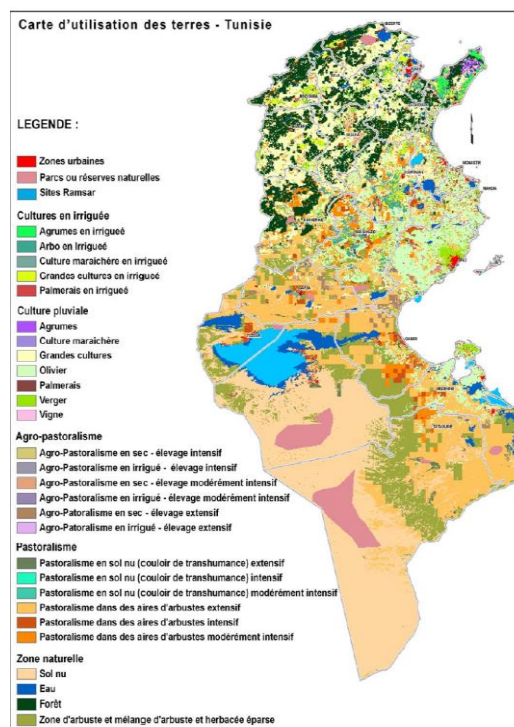 Carte d'utilisation des terres - Tunisie
LEGENDE :
Zones urbaines
Parcs ou réserves naturelles
Sites Ramsar
Cultures en irriguée
Agrumes en irrigueé
Arbo en irrigueé
Culture maraichère en irrigueé
Grandes cultures en irrigueé
Palmerais en irrigueé
Culture pluviale
Agrumes
Culture maraichère
Grandes cultures
Olivier
Palmerais
Verger
Vigne
Agro-pastoralisme
Agro-Pastoralisme en sec - élevage intensif
Agro-Pastoralisme en irrigué - élevage intensif
Agro-Pastoralisme en sec - élevage modérément intensif
Agro-Pastoralisme en irrigué - élevage modérément intensif
Agro-Patoralisme en sec - élevage extensif
Agro-Patoralisme en irrigué - élevage extensif
Pastoralisme
Pastoralisme en sol nu (couloir de transhumance) extensif
Pastoralisme en sol nu (couloir de transhumance) intensif
Pastoralisme en sol nu (couloir de transhumance) modérément intensif
Pastoralisme dans des aires d'arbustes extensif
Pastoralisme dans des aires d'arbustes intensif
Pastoralisme dans des aires d'arbustes modérément intensif
Zone naturelle
Sol nu
Eau
Forêt
Zone d'arbuste et mélange d'arbuste et herbacée éparse